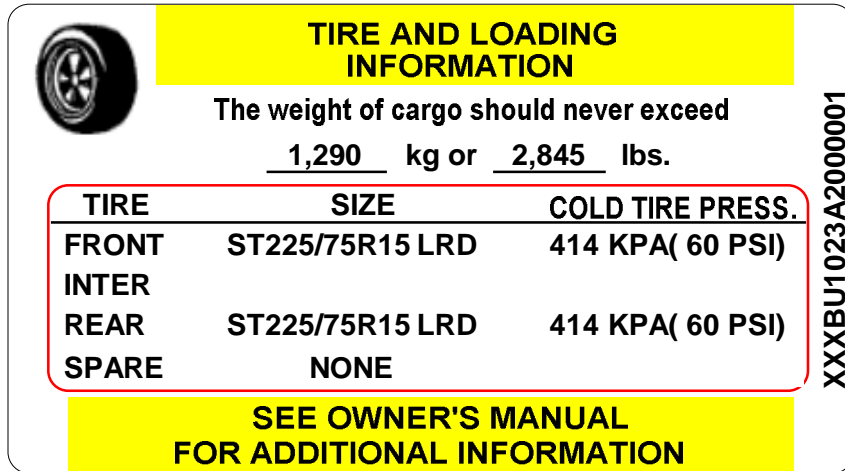 TIRE AND LOADING
INFORMATION
The weight of cargo should never exceed
1,290 kg or 2,845 lbs.
TIRE SIZE COLD TIRE PRESS.
FRONT ST225/75R15 LRD 414 KPA( 60 PSI)
INTER
REAR ST225/75R15 LRD 414 KPA( 60 PSI)
SPARE NONE
SEE OWNER'S MANUAL
FOR ADDITIONAL INFORMATION
XXXBU1023A2000001